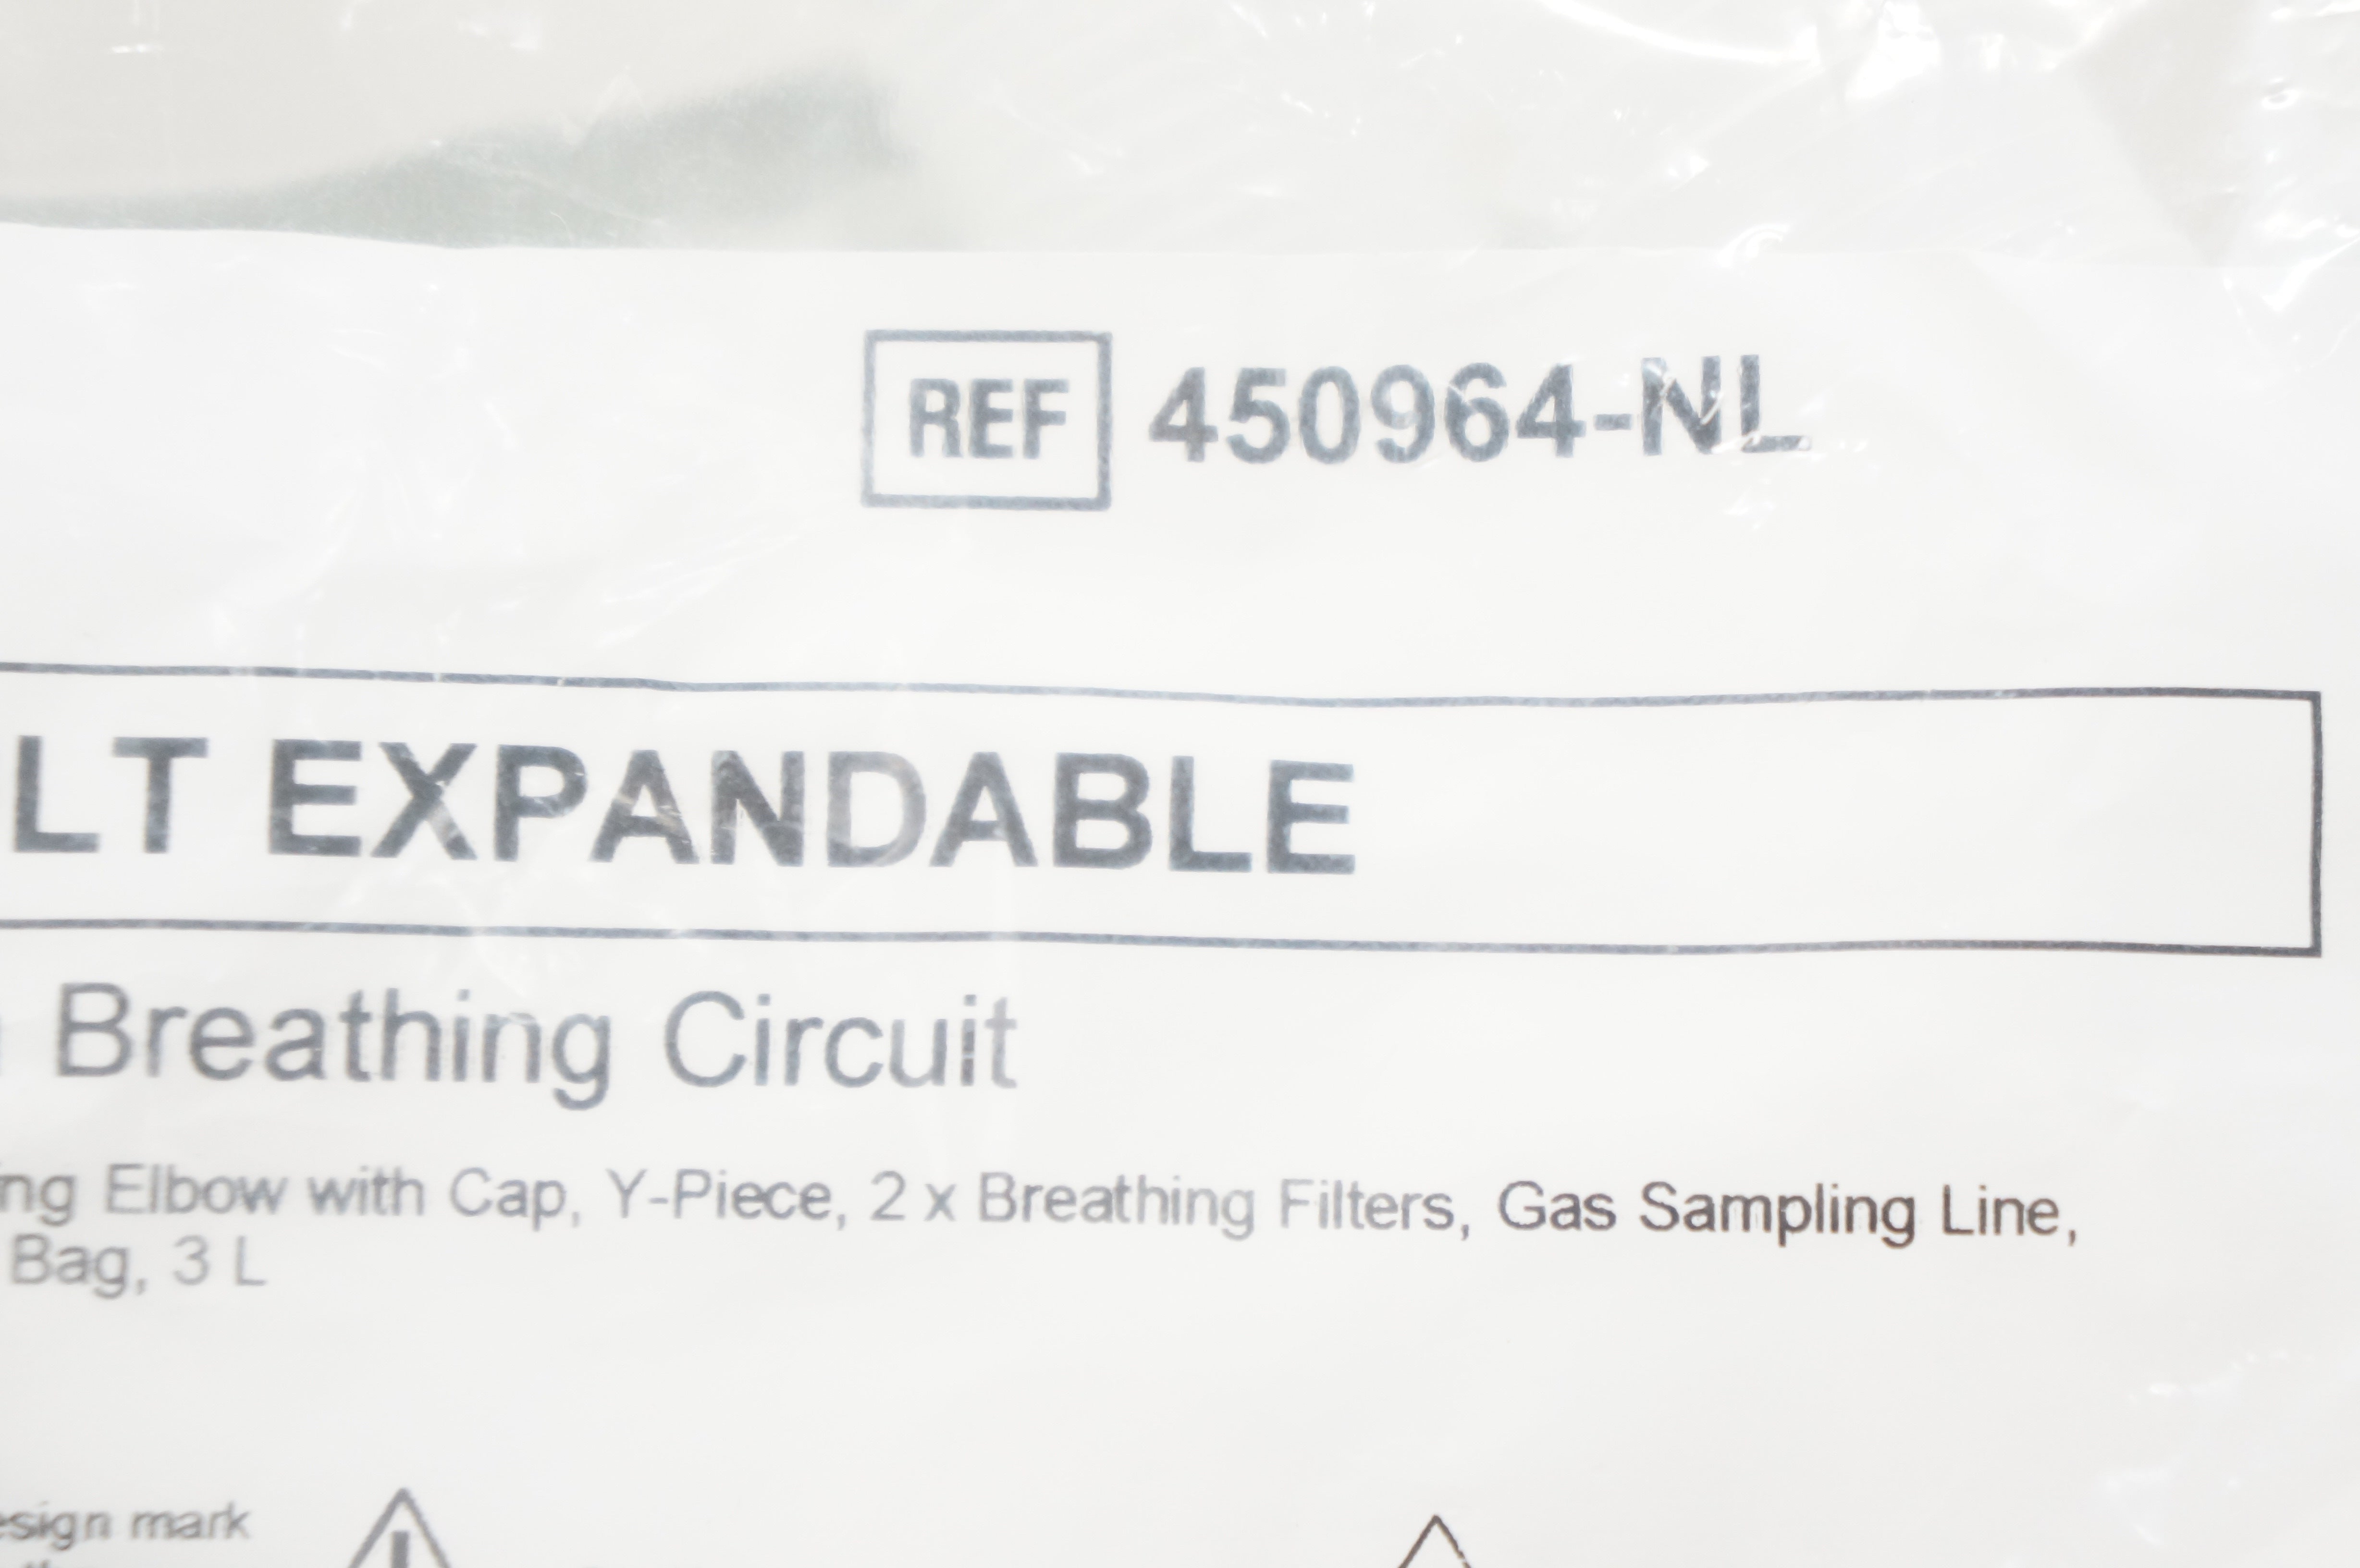 REF 450964-NL
LT EXPANDABLE
Breathing Circuit
ng Elbow with Cap, Y-Piece, 2 x Breathing Filters, Gas Sampling Line,
Bag, 3 L
esign mark